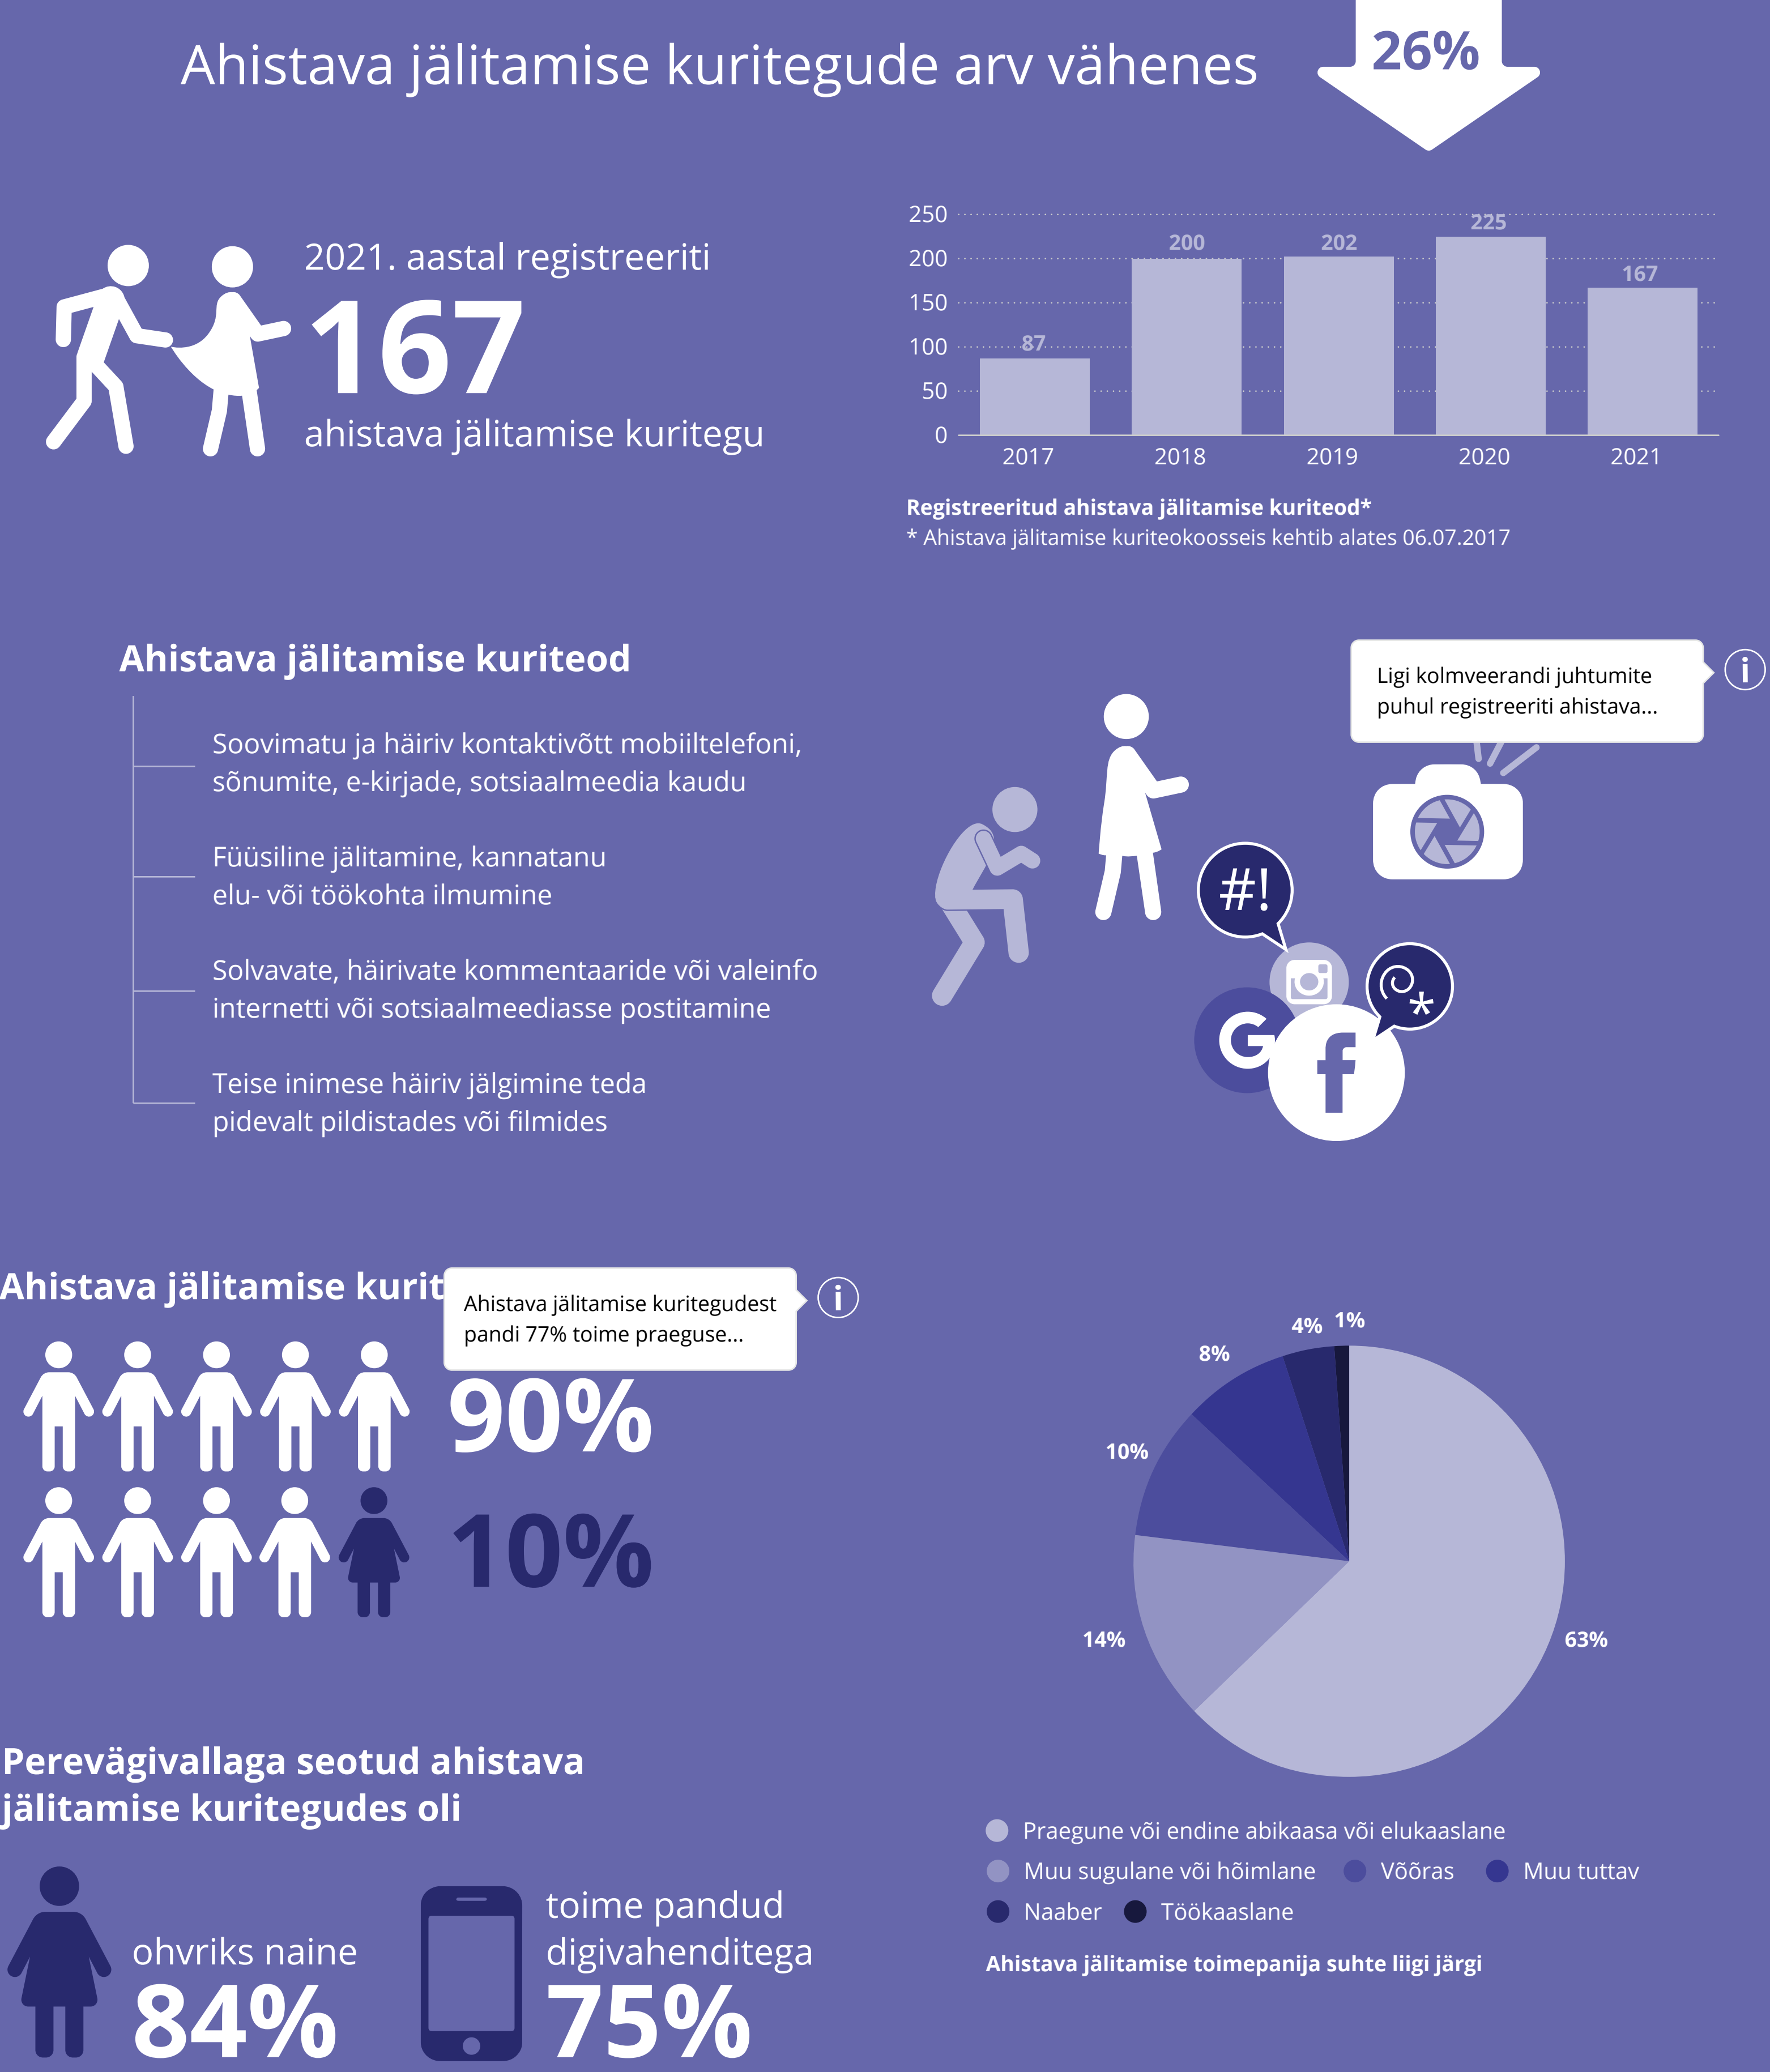 Ahistava jälitamise kuritegude arv vähenes
26%
2021. aastal registreeriti
167
ahistava jälitamise kuritegu
250
200
150
100
50
0
87
200
202
225
167
2017
2018
2019
2020
2021
Registreeritud ahistava jälitamise kuriteod*
* Ahistava jälitamise kuriteokoosseis kehtib alates 06.07.2017
Ahistava jälitamise kuriteod
Soovimatu ja häiriv kontaktivõtt mobiiltelefoni,
sõnumite, e-kirjade, sotsiaalmeedia kaudu
Füüsiline jälitamine, kannatanu
elu- või töökohta ilmumine
Solvavate, häirivate kommentaaride või valeinfo
internetti või sotsiaalmeediasse postitamine
Teise inimese häiriv jälgimine teda
pidevalt pildistades või filmides
Ligi kolmveerandi juhtumite
puhul registreeriti ahistava...
i
#!
*
G
f
Ahistava jälitamise kurit
Ahistava jälitamise kuritegudest
pandi 77% toime praeguse...
i
90%
10%
Perevägivallaga seotud ahistava
jälitamise kuritegudes oli
ohvriks naine
84%
toime pandud
digivahenditega
75%
1%
4%
8%
10%
14%
63%
Praegune või endine abikaasa või elukaaslane
Muu sugulane või hõimlane Võõras Muu tuttav
Naaber Töökaaslane
Ahistava jälitamise toimepanija suhte liigi järgi